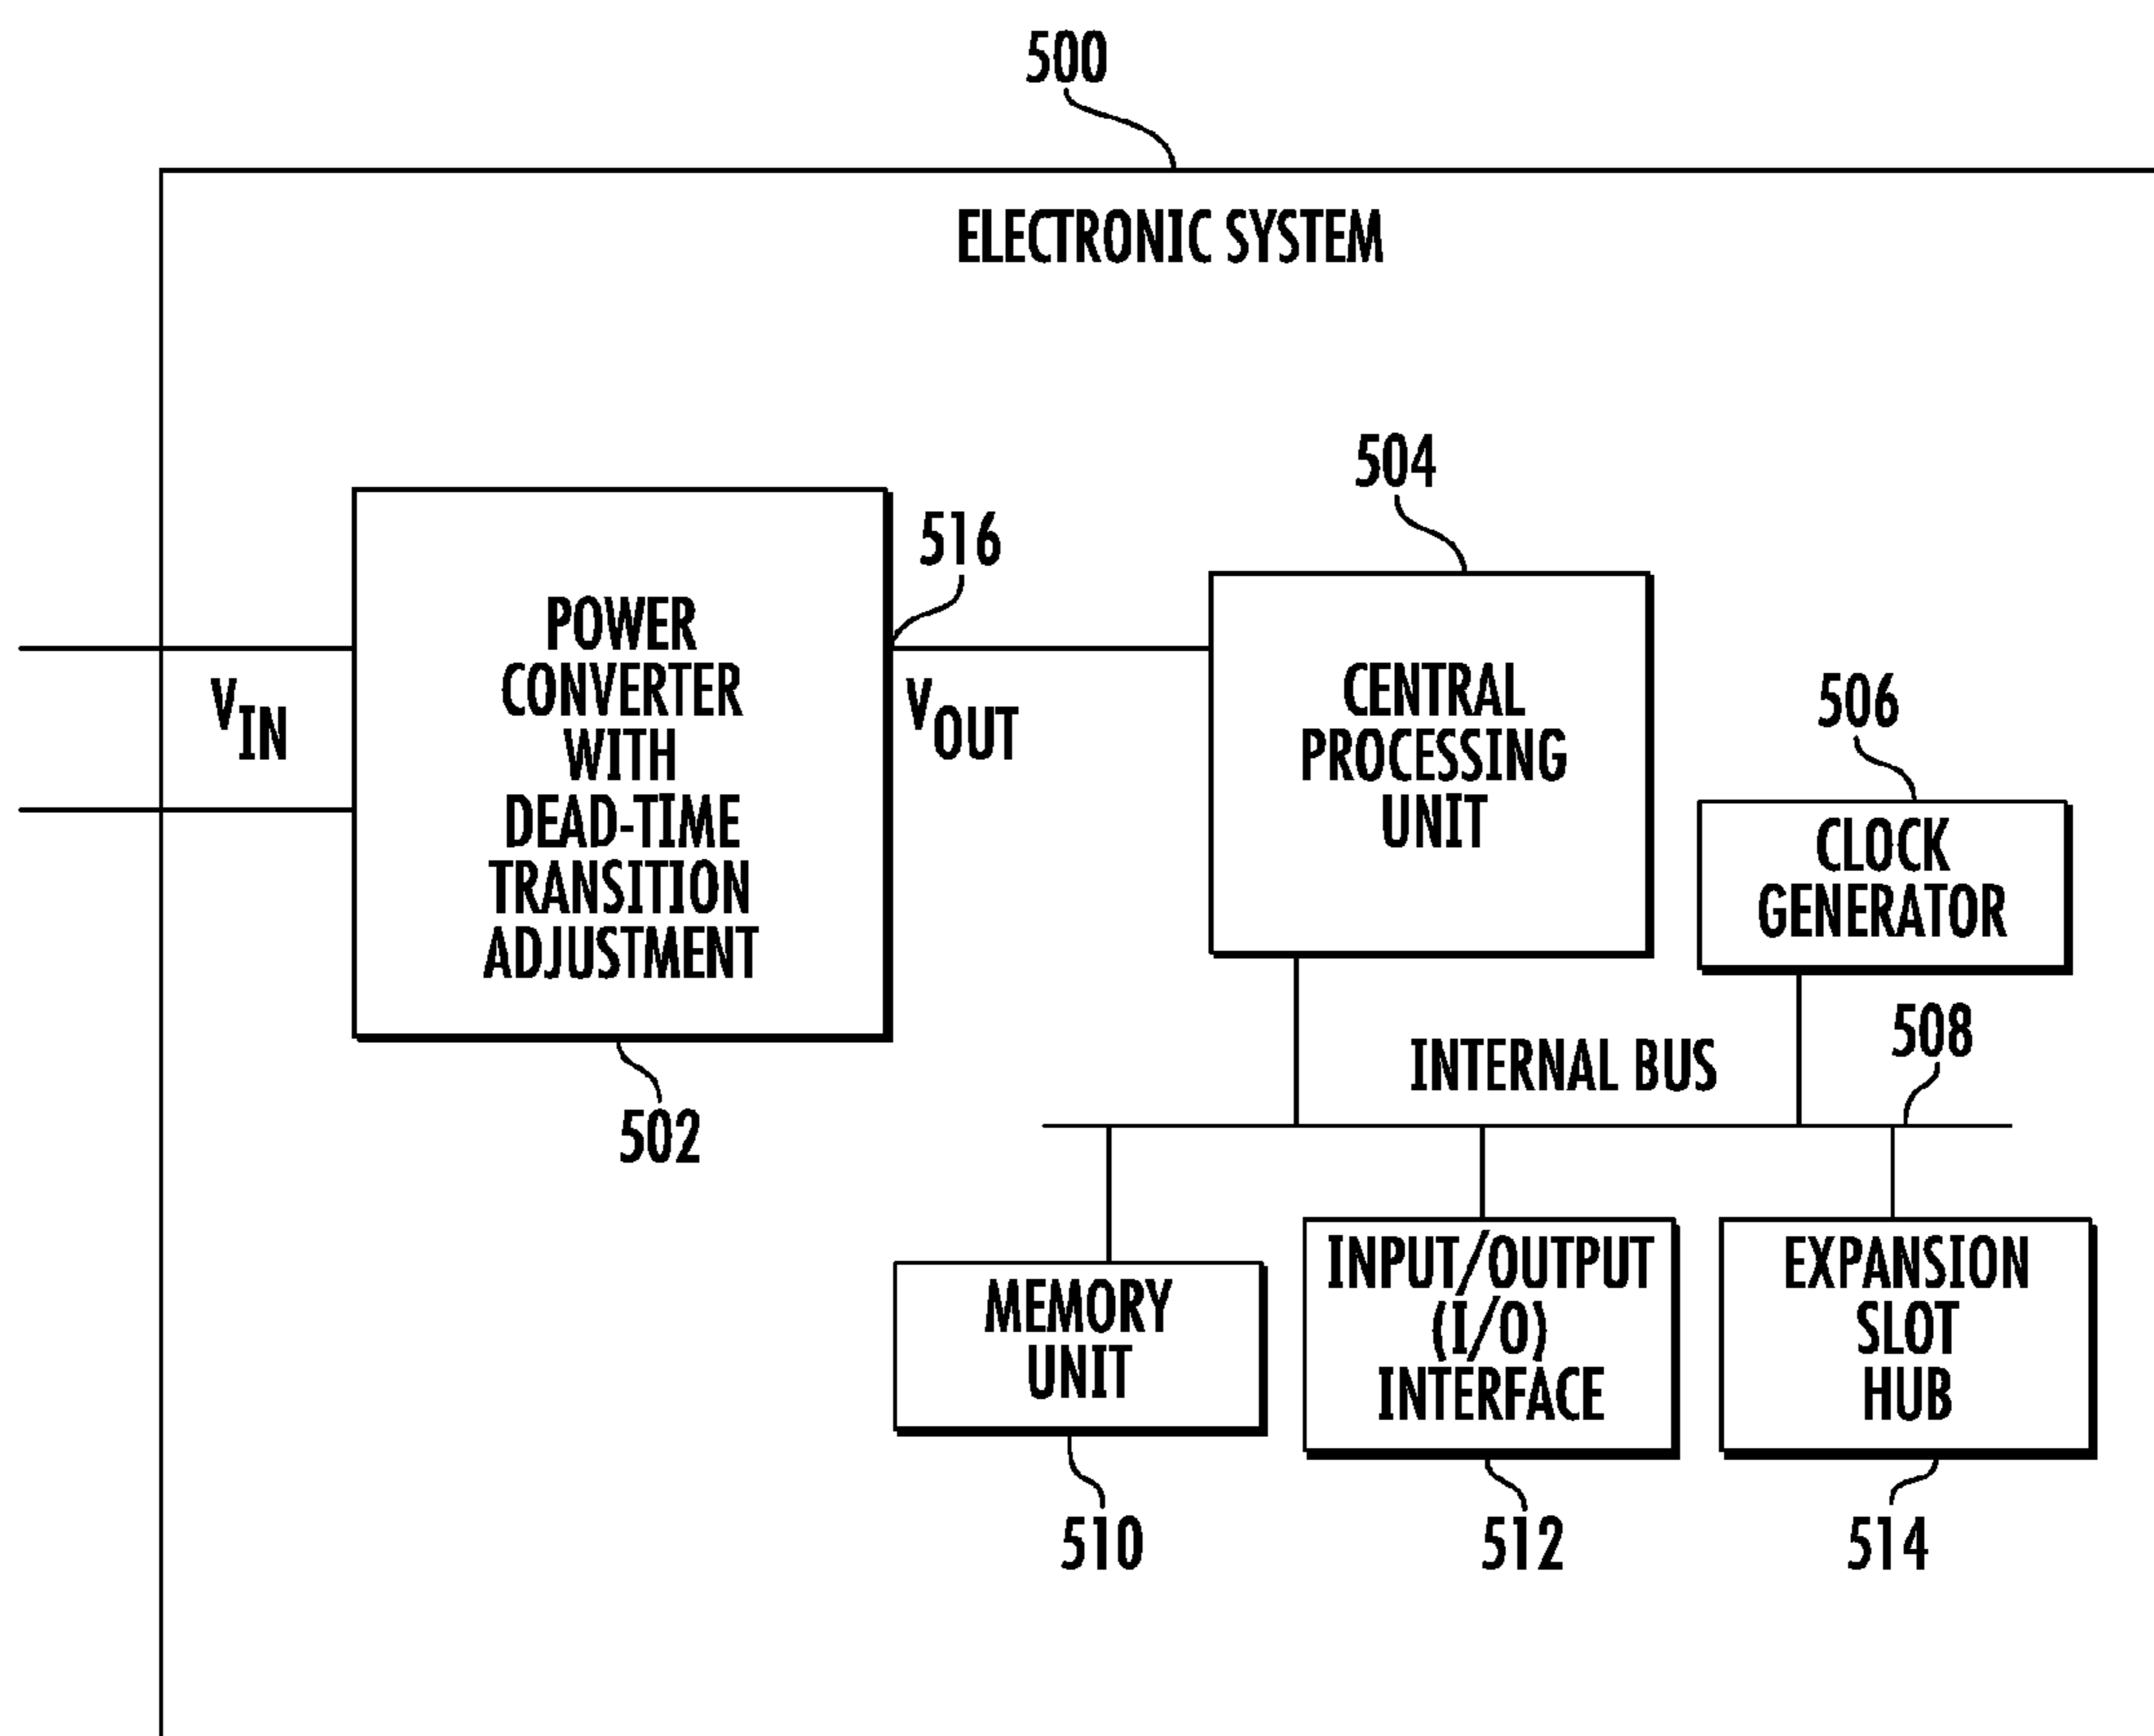 500
ELECTRONIC SYSTEM
504
516
POWER
CONVERTER
WITH
DEAD-TIME
TRANSITION
ADJUSTMENT
VIN
VOUT
CENTRAL
PROCESSING
UNIT
506
CLOCK
GENERATOR
508
INTERNAL BUS
502
MEMORY
UNIT
INPUT/OUTPUT
(I/O)
INTERFACE
EXPANSION
SLOT
HUB
510
512
514